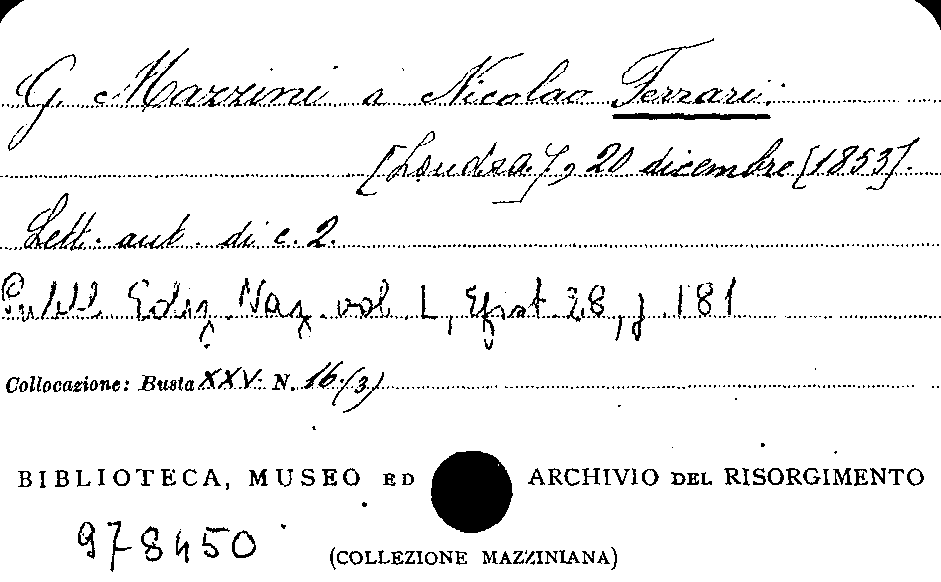 G. Mazzini a Nicolao Ferrari.
[Londra], 20 dicembre [1853].
Lett. aut. di c. 2.
Pubbl. Ediz. Naz. vol. L, Epist. 28, p. 181
Collocazione: Busta XXV. N. 16.(3)
BIBLIOTECA, MUSEO ED ARCHIVIO DEL RISORGIMENTO
978450
(COLLEZIONE MAZZINIANA)